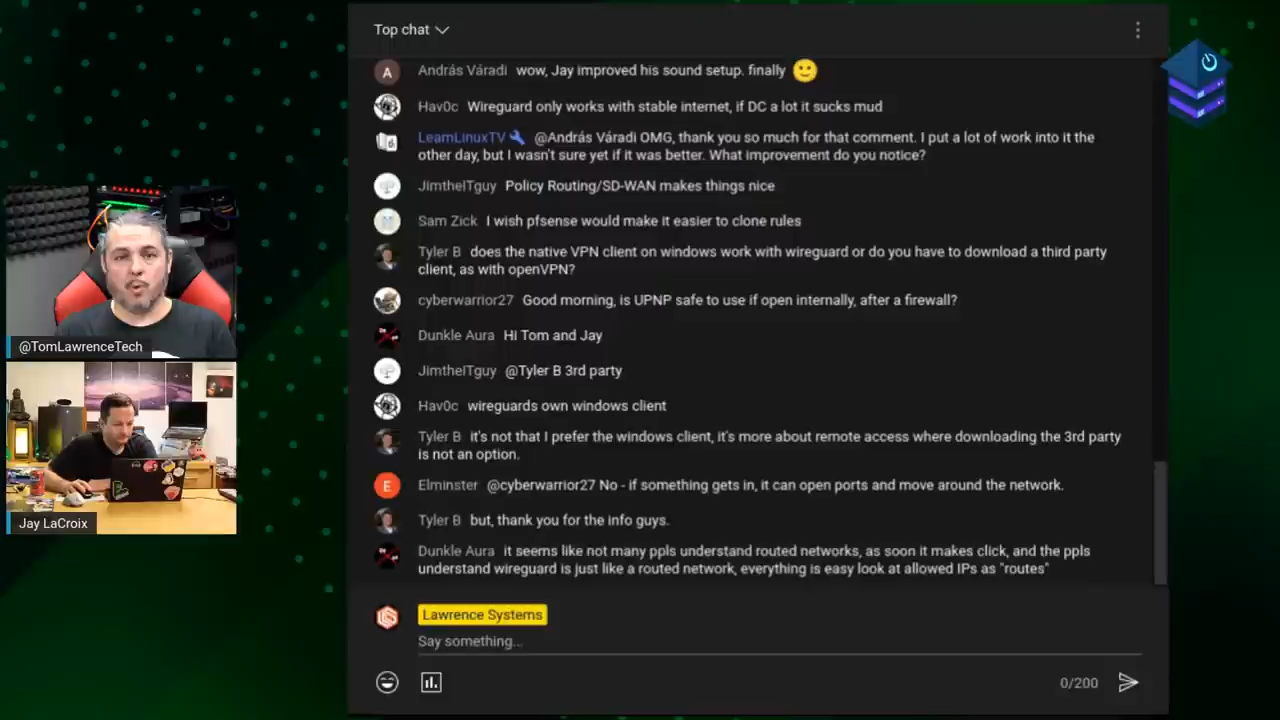 Top chat
A András Váradi wow, Jay improved his sound setup. finally
Hav0c Wireguard only works with stable internet, if DC a lot it sucks mud
LearnLinuxTV @András Váradi OMG, thank you so much for that comment. I put a lot of work into it the
other day, but I wasn't sure yet if it was better. What improvement do you notice?
JimtheITguy Policy Routing/SD-WAN makes things nice
Sam Zick I wish pfsense would make it easier to clone rules
Tyler B does the native VPN client on windows work with wireguard or do you have to download a third party
client, as with openVPN?
cyberwarrior27 Good morning, is UPNP safe to use if open internally, after a firewall?
Dunkle Aura Hi Tom and Jay
JimtheITguy @Tyler B 3rd party
Hav0c wireguards own windows client
Tyler B it's not that I prefer the windows client, it's more about remote access where downloading the 3rd party
is not an option.
E Elminster @cyberwarrior27 No - if something gets in, it can open ports and move around the network.
Tyler B but, thank you for the info guys.
Dunkle Aura it seems like not many ppls understand routed networks, as soon it makes click, and the ppls
understand wireguard is just like a routed network, everything is easy look at allowed IPs as "routes"
Lawrence Systems
Say something...
0/200
@TomLawrenceTech
Jay LaCroix